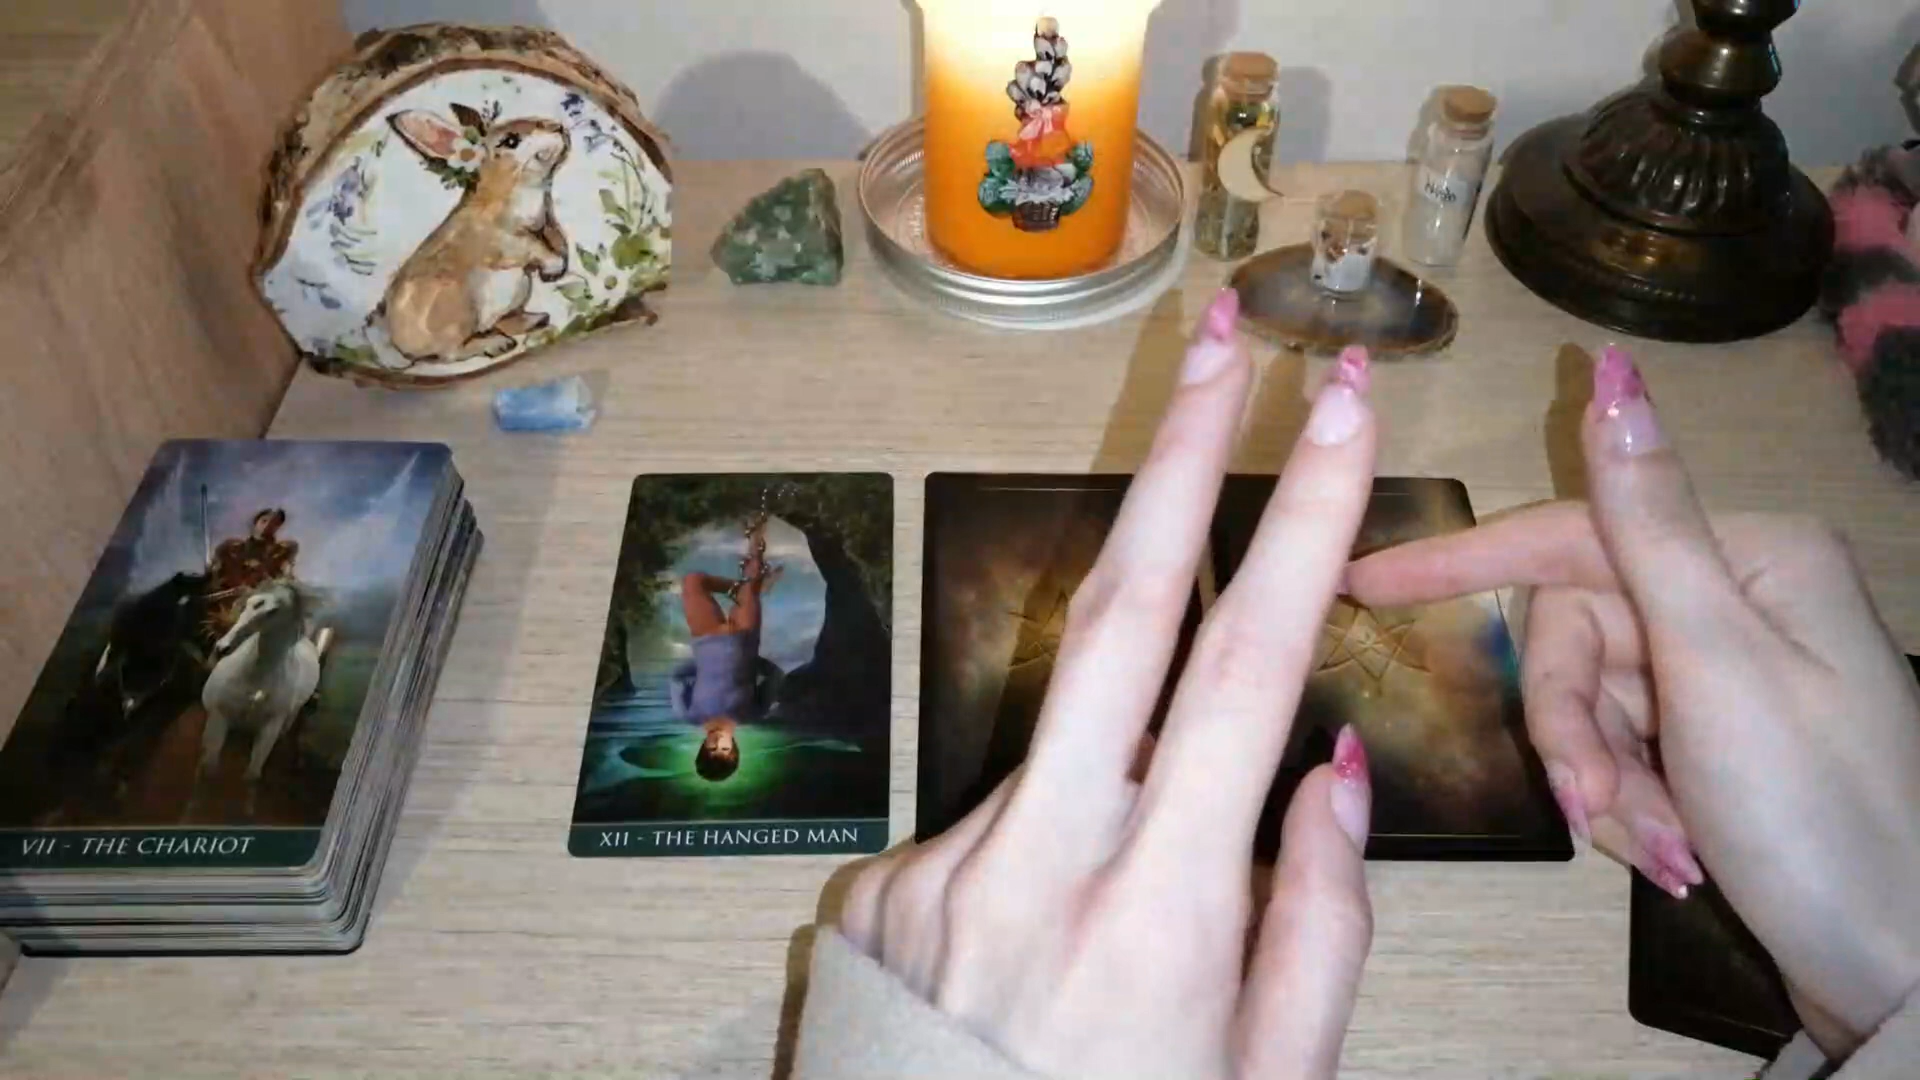 VII - THE CHARIOT
XII - THE HANGED MAN